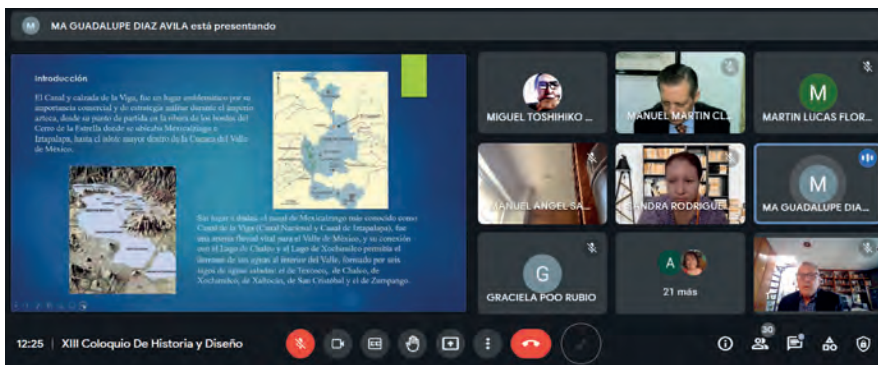 M
MA GUADALUPE DIAZ AVILA está presentando
Introducción
El Canal y calzada de la Viga, fue un lugar emblemático por su
importancia comercial y de estrategia militar durante el imperio
azteca, desde su punto de partida en la ribera de los bordes del
Cerro de la Estrella donde se ubicaba Mexicaltzingo e
Iztapalapa, hasta el islote mayor dentro de la Cuenca del Valle
de México.
Sin lugar a dudas, el canal de Mexicaltzingo más conocido como
Canal de la Viga (Canal Nacional y Canal de Iztapalapa), fue
una arteria fluvial vital para el Valle de México, y su conexión
con el Lago de Chalco y el Lago de Xochimilco permitía el
descenso de sus aguas al interior del Valle, formado por seis
lagos de aguas saladas: el de Texcoco, de Chalco, de
Xochimilco, de Xaltocán, de San Cristóbal y el de Zumpango.
MIGUEL TOSHIHIKO ...
MANUEL MARTIN CL...
M
MARTIN LUCAS FLOR...
MANUEL ANGEL SA...
SANDRA RODRIGUE...
M
MA GUADALUPE DIA...
G
GRACIELA POO RUBIO
A
21 más
12:25 | XIII Coloquio De Historia y Diseño
30